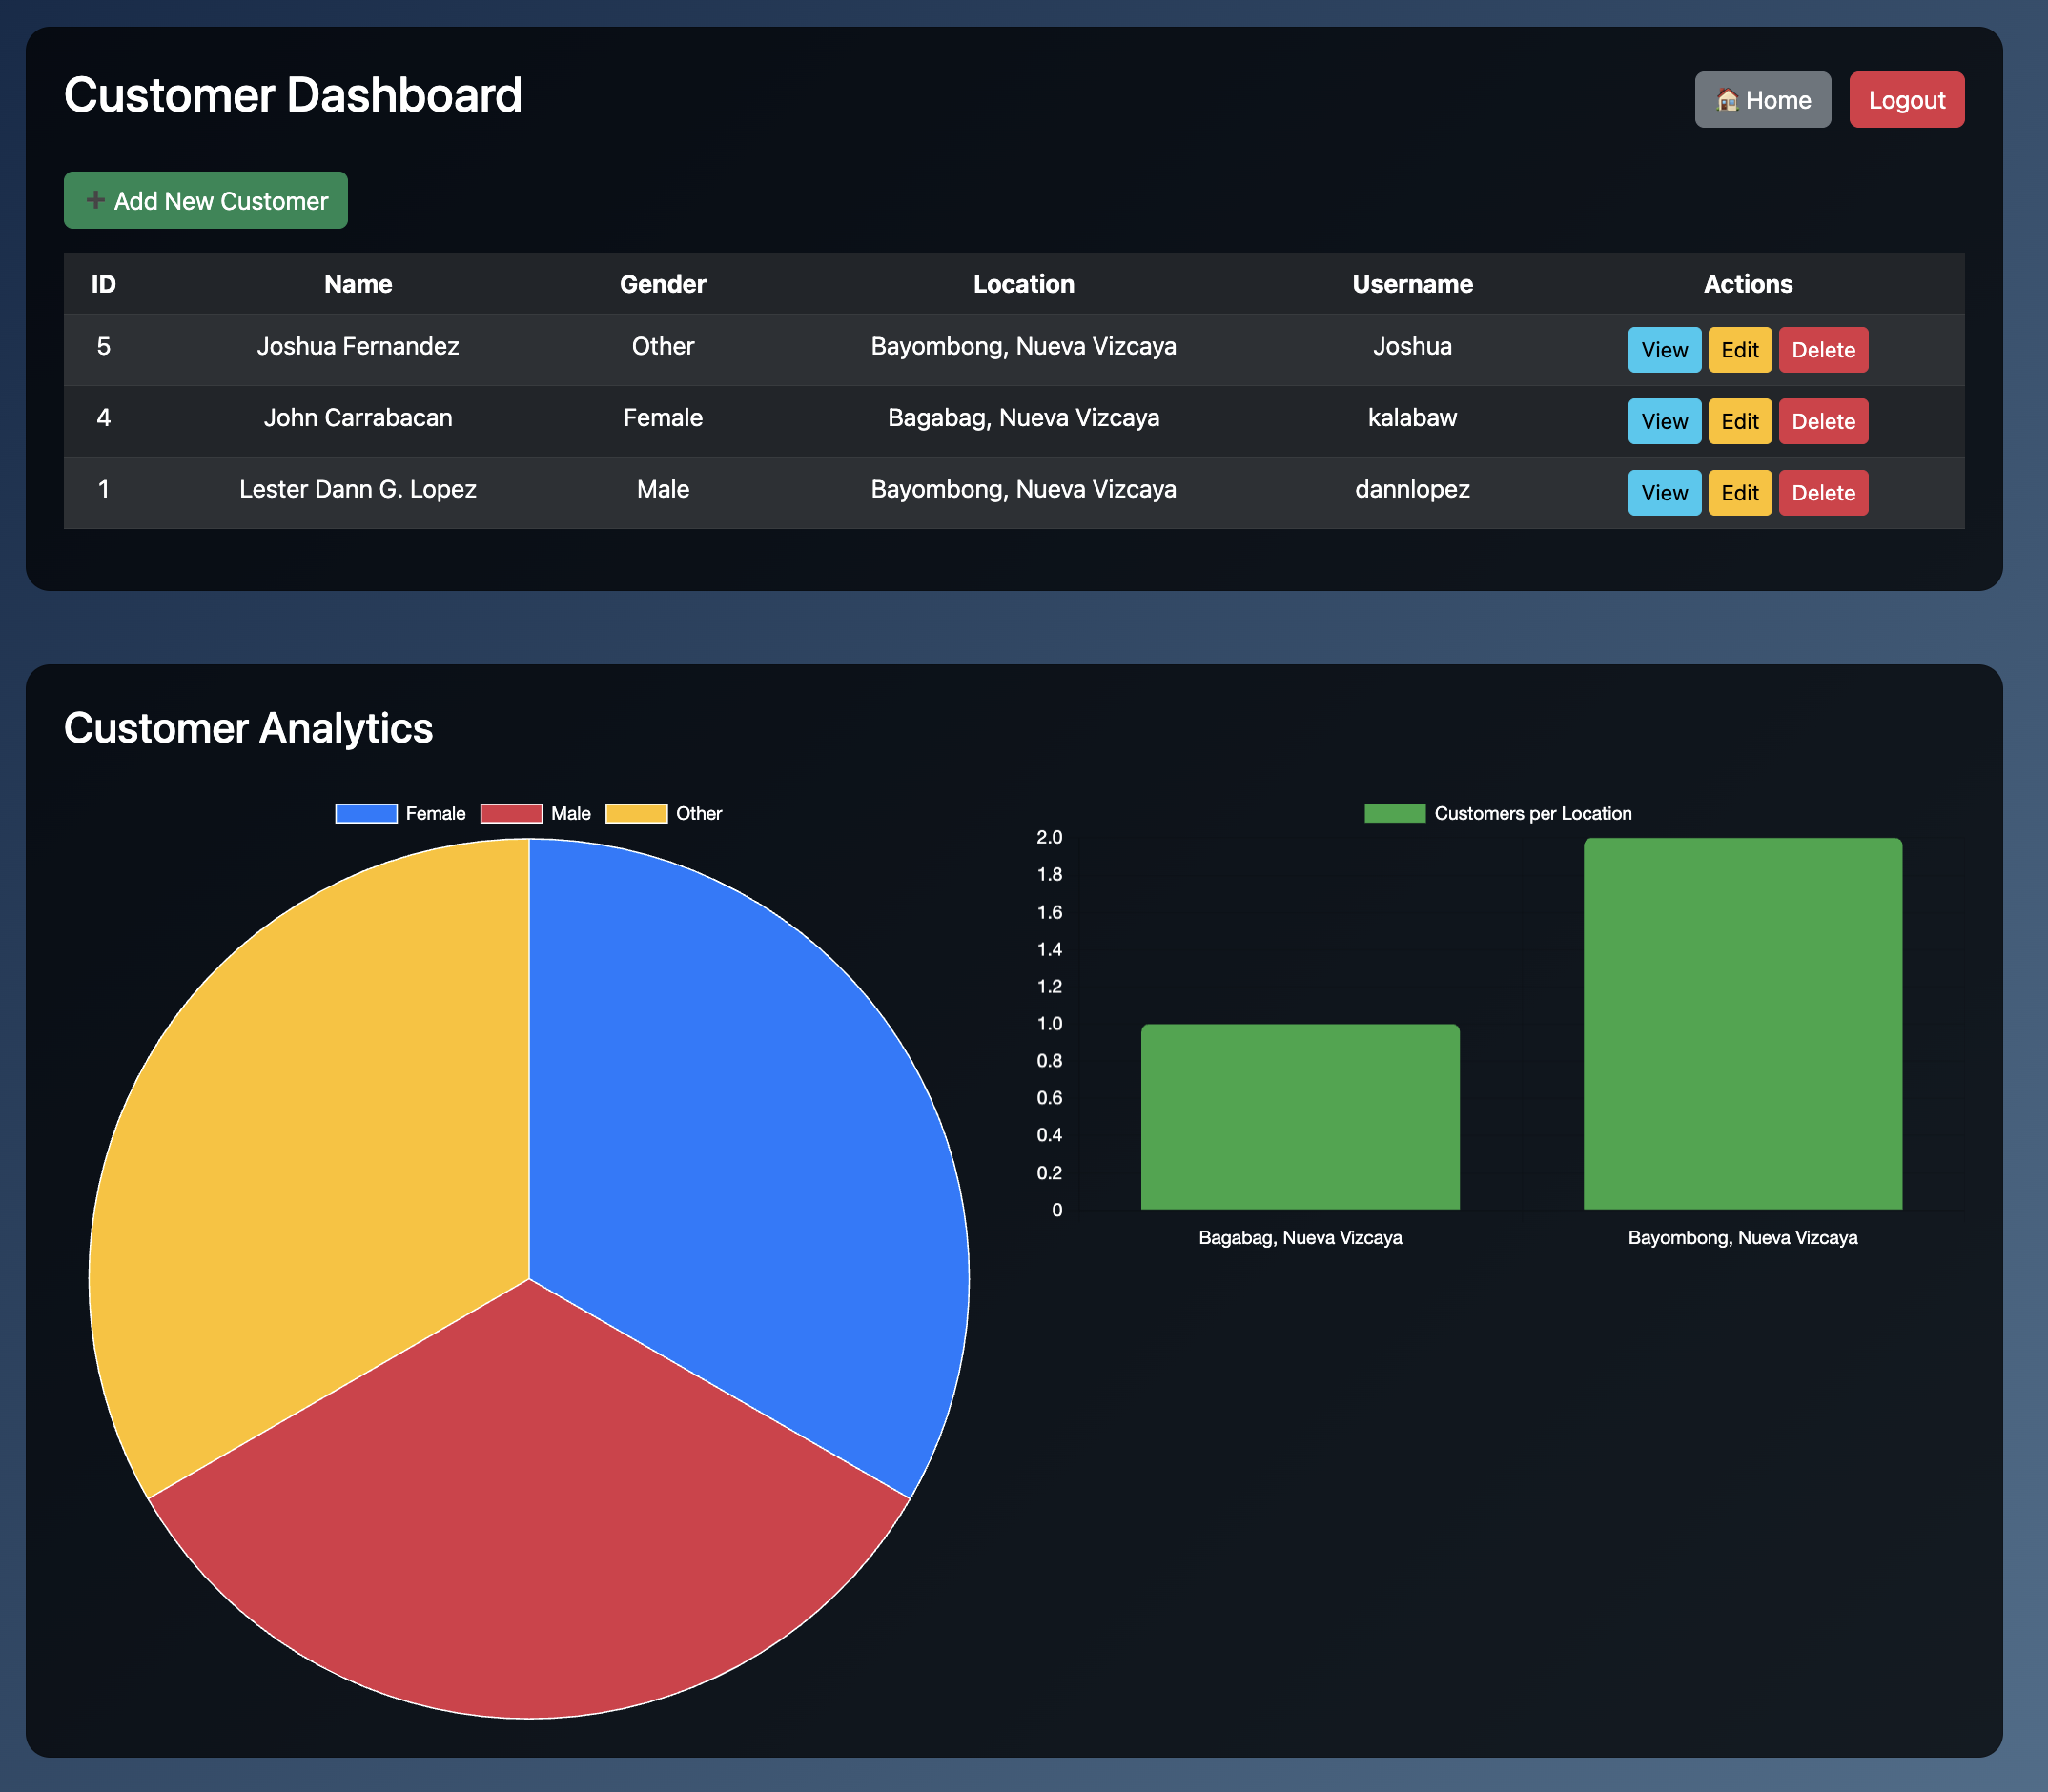 Customer Dashboard
🏠 Home
Logout
➕ Add New Customer
ID Name Gender Location Username Actions
5 Joshua Fernandez Other Bayombong, Nueva Vizcaya Joshua View Edit Delete
4 John Carrabacan Female Bagabag, Nueva Vizcaya kalabaw View Edit Delete
1 Lester Dann G. Lopez Male Bayombong, Nueva Vizcaya dannlopez View Edit Delete
Customer Analytics
Female Male Other
Customers per Location
2.0
1.8
1.6
1.4
1.2
1.0
0.8
0.6
0.4
0.2
0
Bagabag, Nueva Vizcaya Bayombong, Nueva Vizcaya